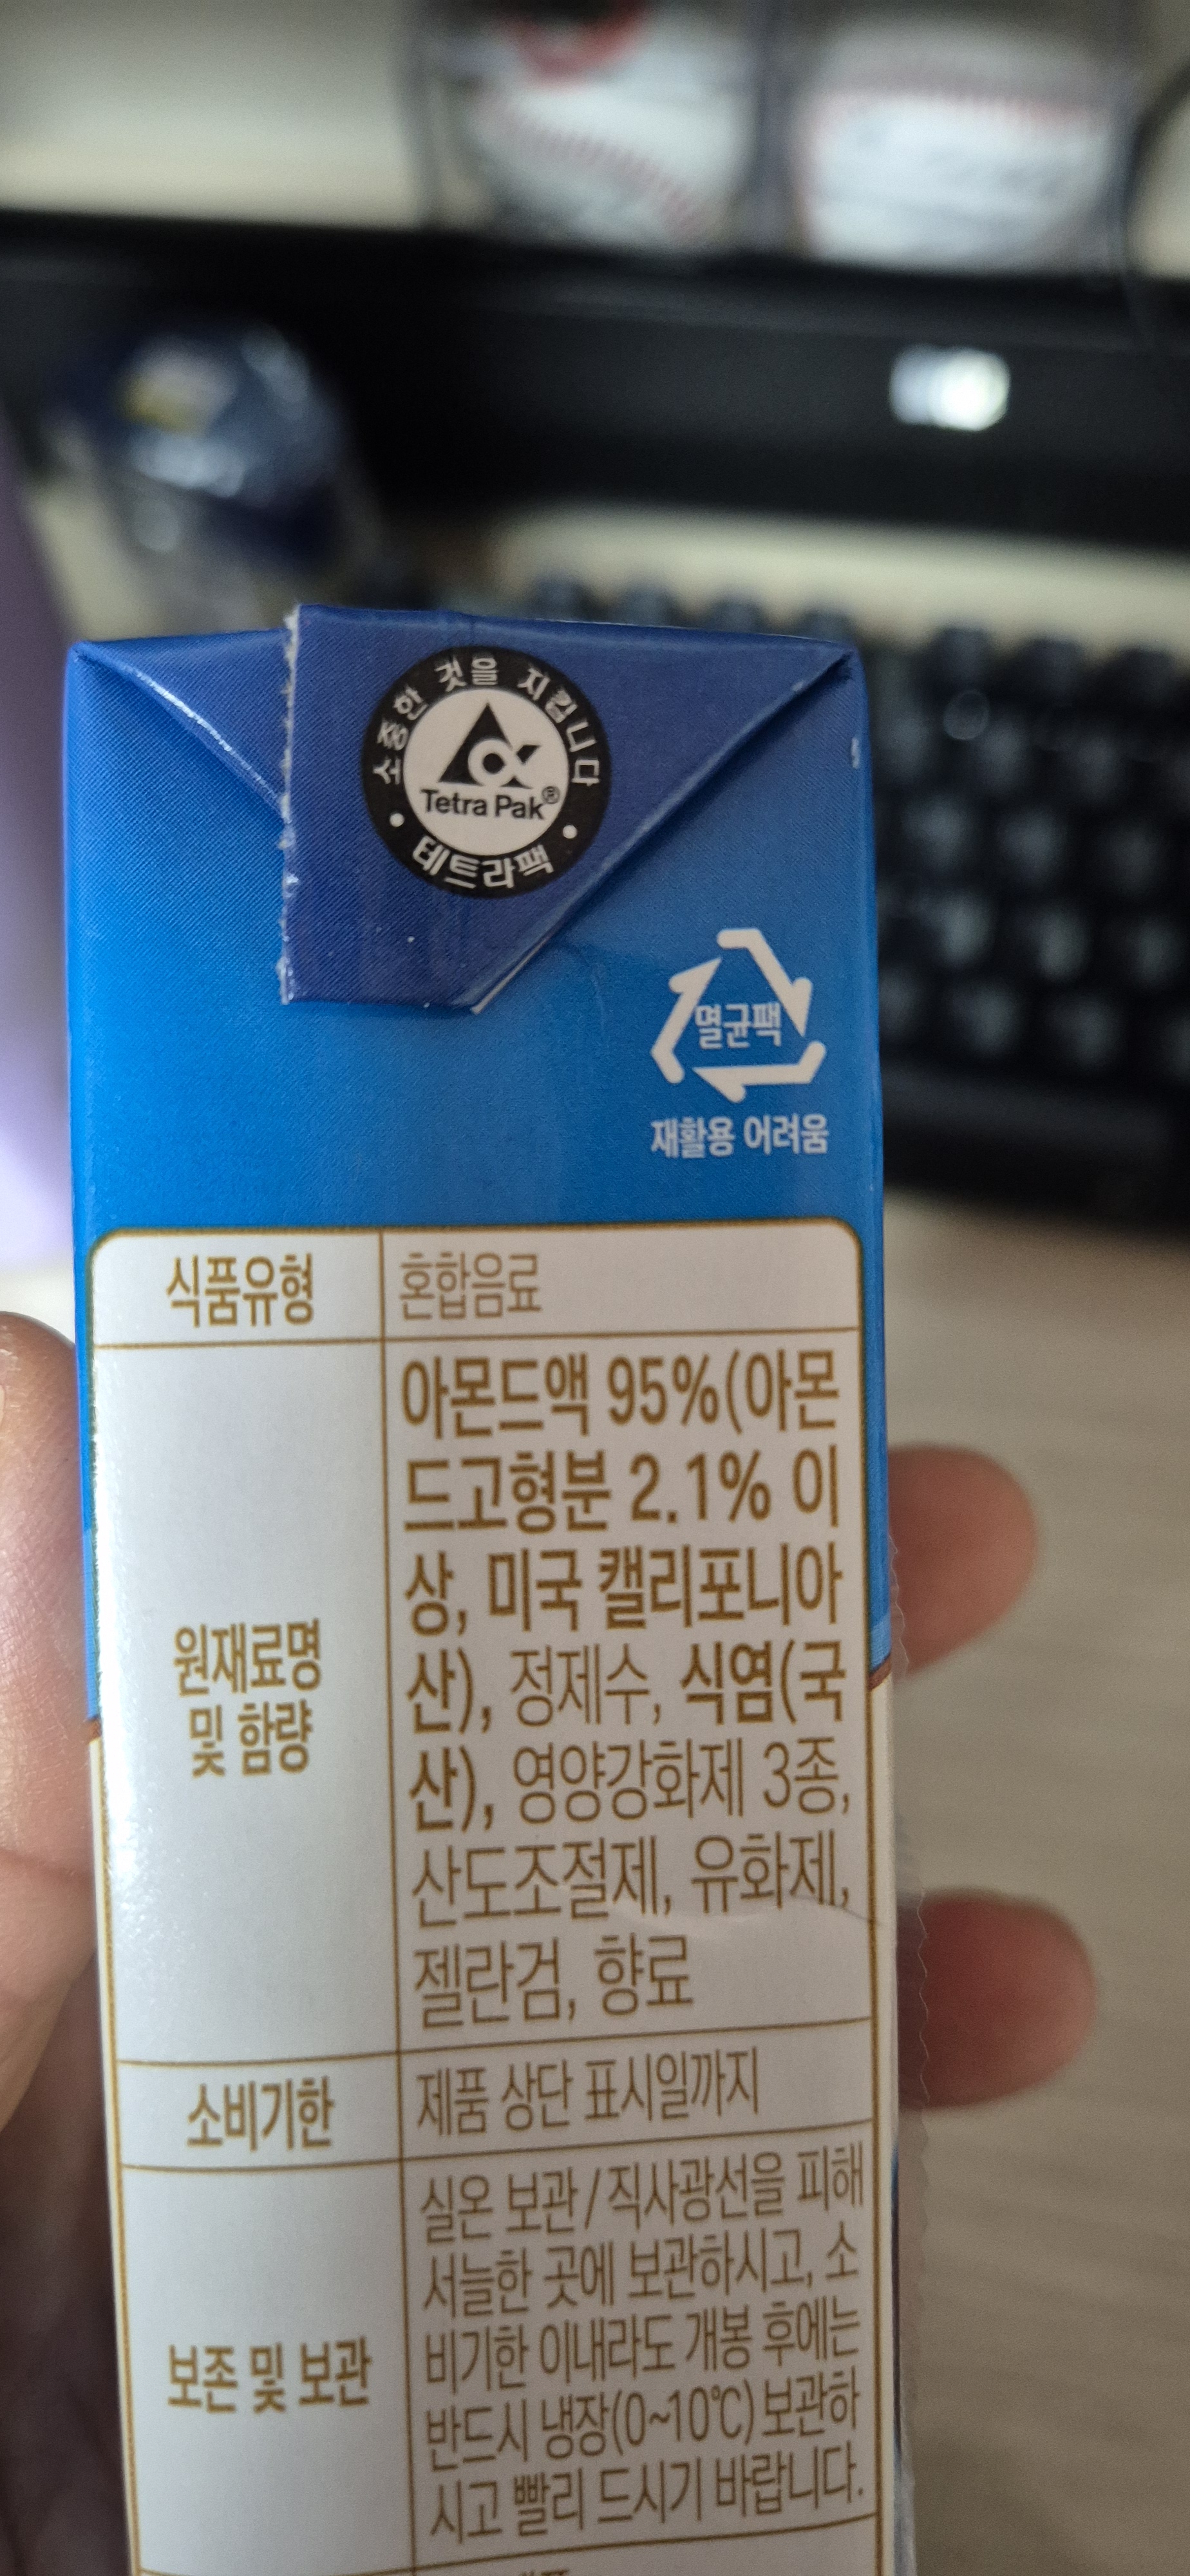 소중한 것을 지킵니다
Tetra Pak®
테트라팩
멸균팩
재활용 어려움
식품유형
혼합음료
원재료명
및 함량
아몬드액 95%(아몬
드고형분 2.1% 이
상, 미국 캘리포니아
산), 정제수, 식염(국
산), 영양강화제 3종,
산도조절제, 유화제,
젤란검, 향료
소비기한
제품 상단 표시일까지
보존 및 보관
실온 보관/직사광선을 피해
서늘한 곳에 보관하시고, 소
비기한 이내라도 개봉 후에는
반드시 냉장(0~10℃) 보관하
시고 빨리 드시기 바랍니다.